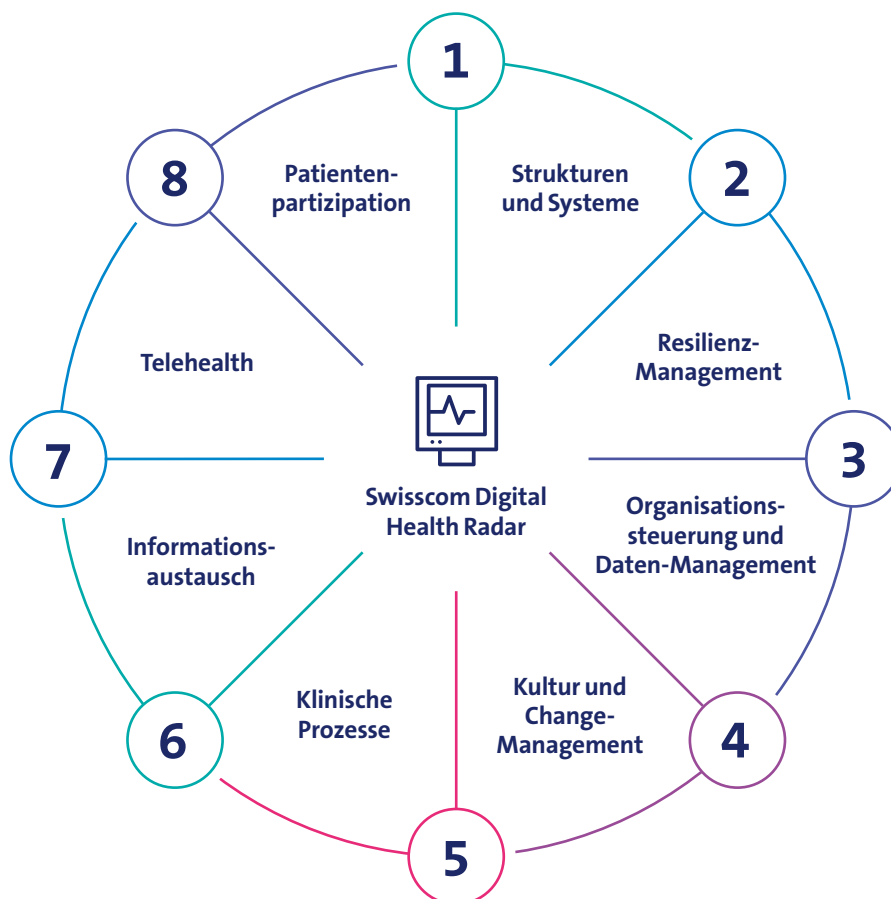 1
Strukturen
und Systeme
2
Resilienz-
Management
3
Organisations-
steuerung und
Daten-Management
4
Kultur und
Change-
Management
5
Klinische
Prozesse
6
Informations-
austausch
7
Telehealth
8
Patienten-
partizipation
Swisscom Digital
Health Radar